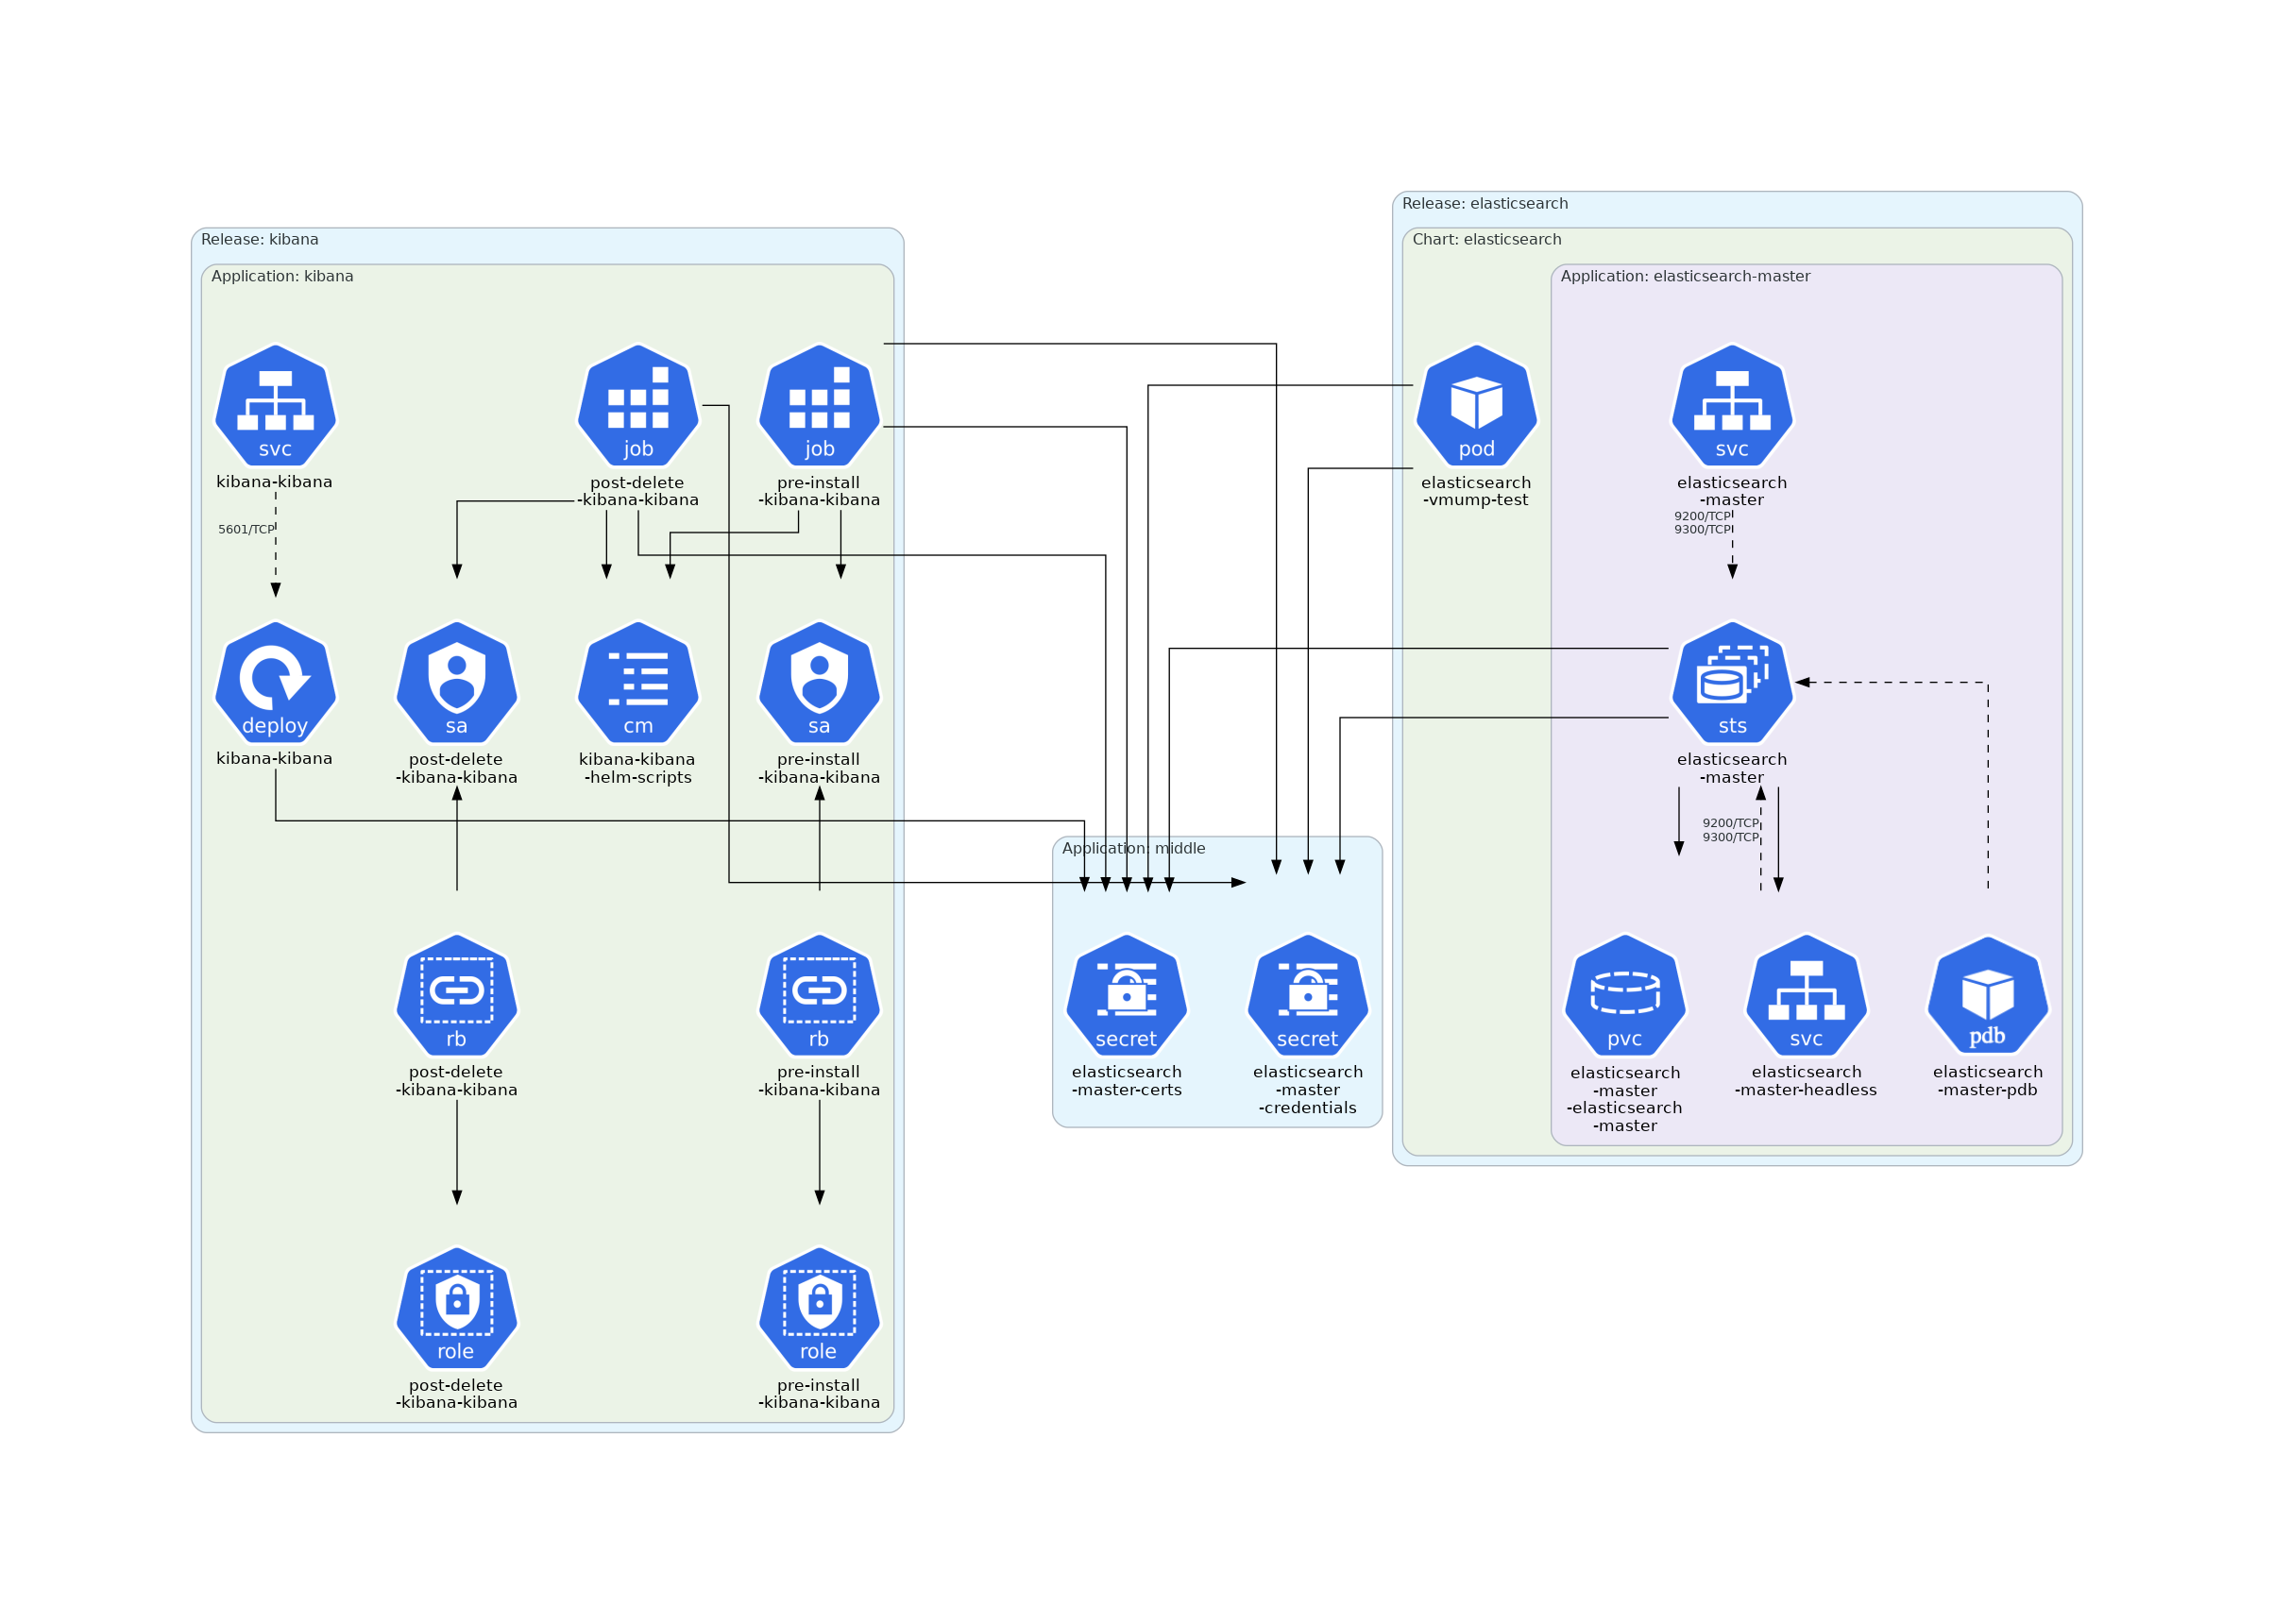 Release: kibana
Application: kibana
svc
kibana-kibana
5601/TCP
job
post-delete
-kibana-kibana
job
pre-install
-kibana-kibana
deploy
kibana-kibana
sa
post-delete
-kibana-kibana
cm
kibana-kibana
-helm-scripts
sa
pre-install
-kibana-kibana
rb
post-delete
-kibana-kibana
rb
pre-install
-kibana-kibana
role
post-delete
-kibana-kibana
role
pre-install
-kibana-kibana
Application: middle
secret
elasticsearch
-master-certs
secret
elasticsearch
-master
-credentials
Release: elasticsearch
Chart: elasticsearch
Application: elasticsearch-master
pod
elasticsearch
-vmump-test
svc
elasticsearch
-master
9200/TCP
9300/TCP
sts
elasticsearch
-master
9200/TCP
9300/TCP
pvc
elasticsearch
-master
-elasticsearch
-master
svc
elasticsearch
-master-headless
pdb
elasticsearch
-master-pdb